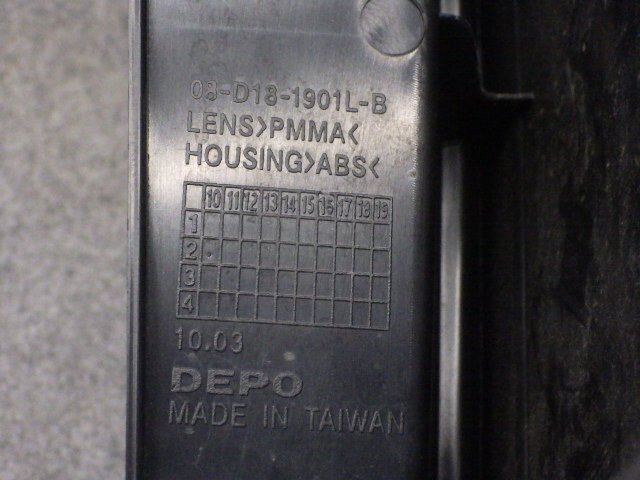 03-D18-1901L-B
LENS>PMMA<
HOUSING>ABS<
10 11 12 13 14 15 16 17 18 19
1
2
3
4
10.03
DEPO
MADE IN TAIWAN